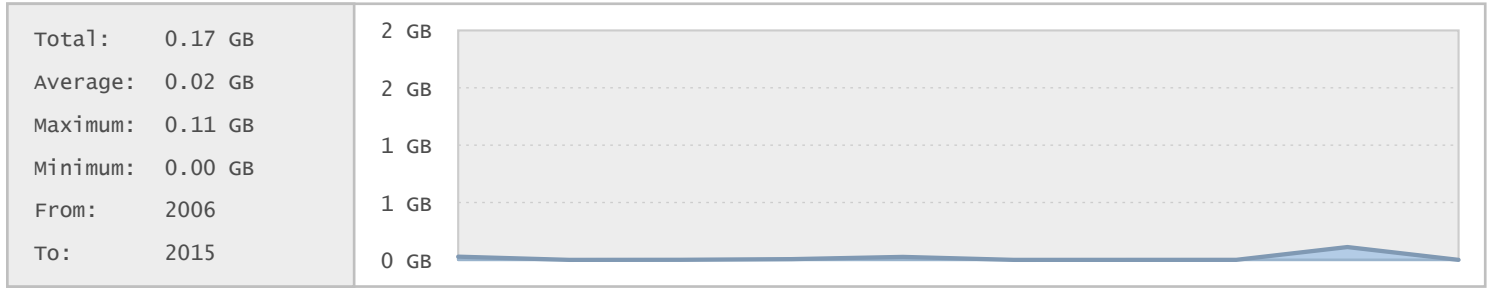 Total: 0.17 GB
Average: 0.02 GB
Maximum: 0.11 GB
Minimum: 0.00 GB
From: 2006
To: 2015
2 GB
2 GB
1 GB
1 GB
0 GB